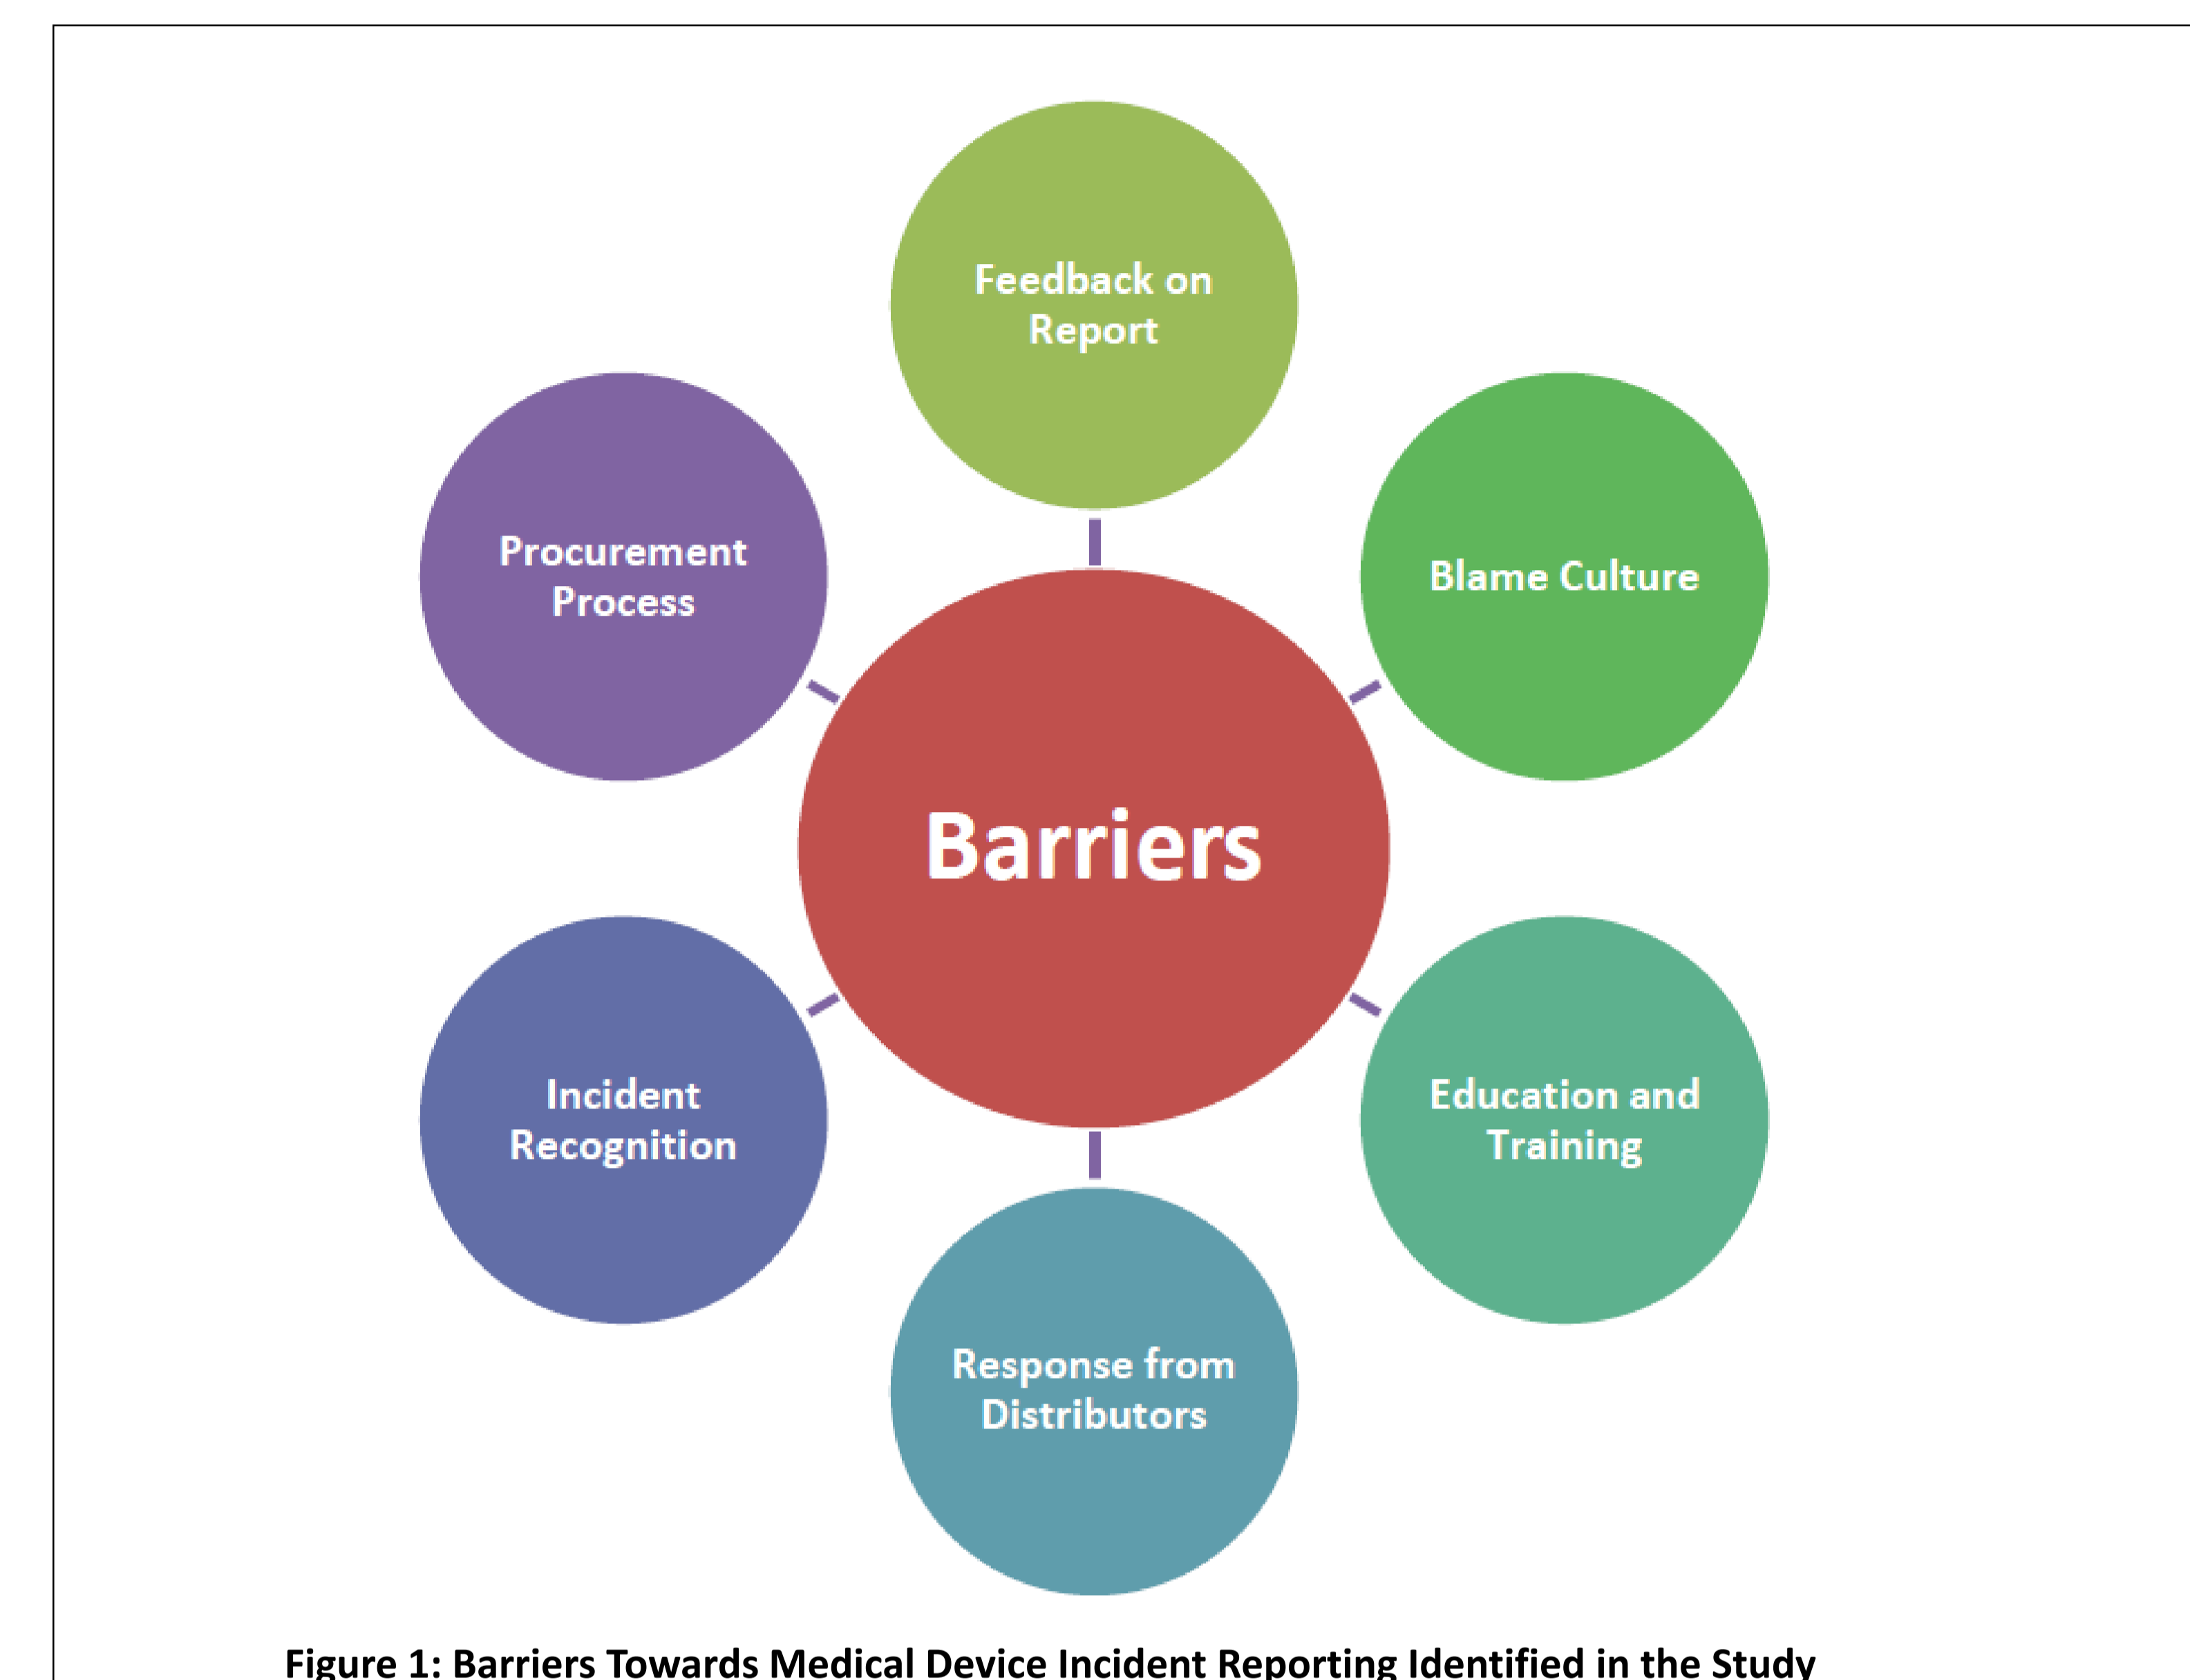 Feedback on
Report
Blame Culture
Education and
Training
Response from
Distributors
Incident
Recognition
Procurement
Process
Barriers
Figure 1: Barriers Towards Medical Device Incident Reporting Identified in the Study